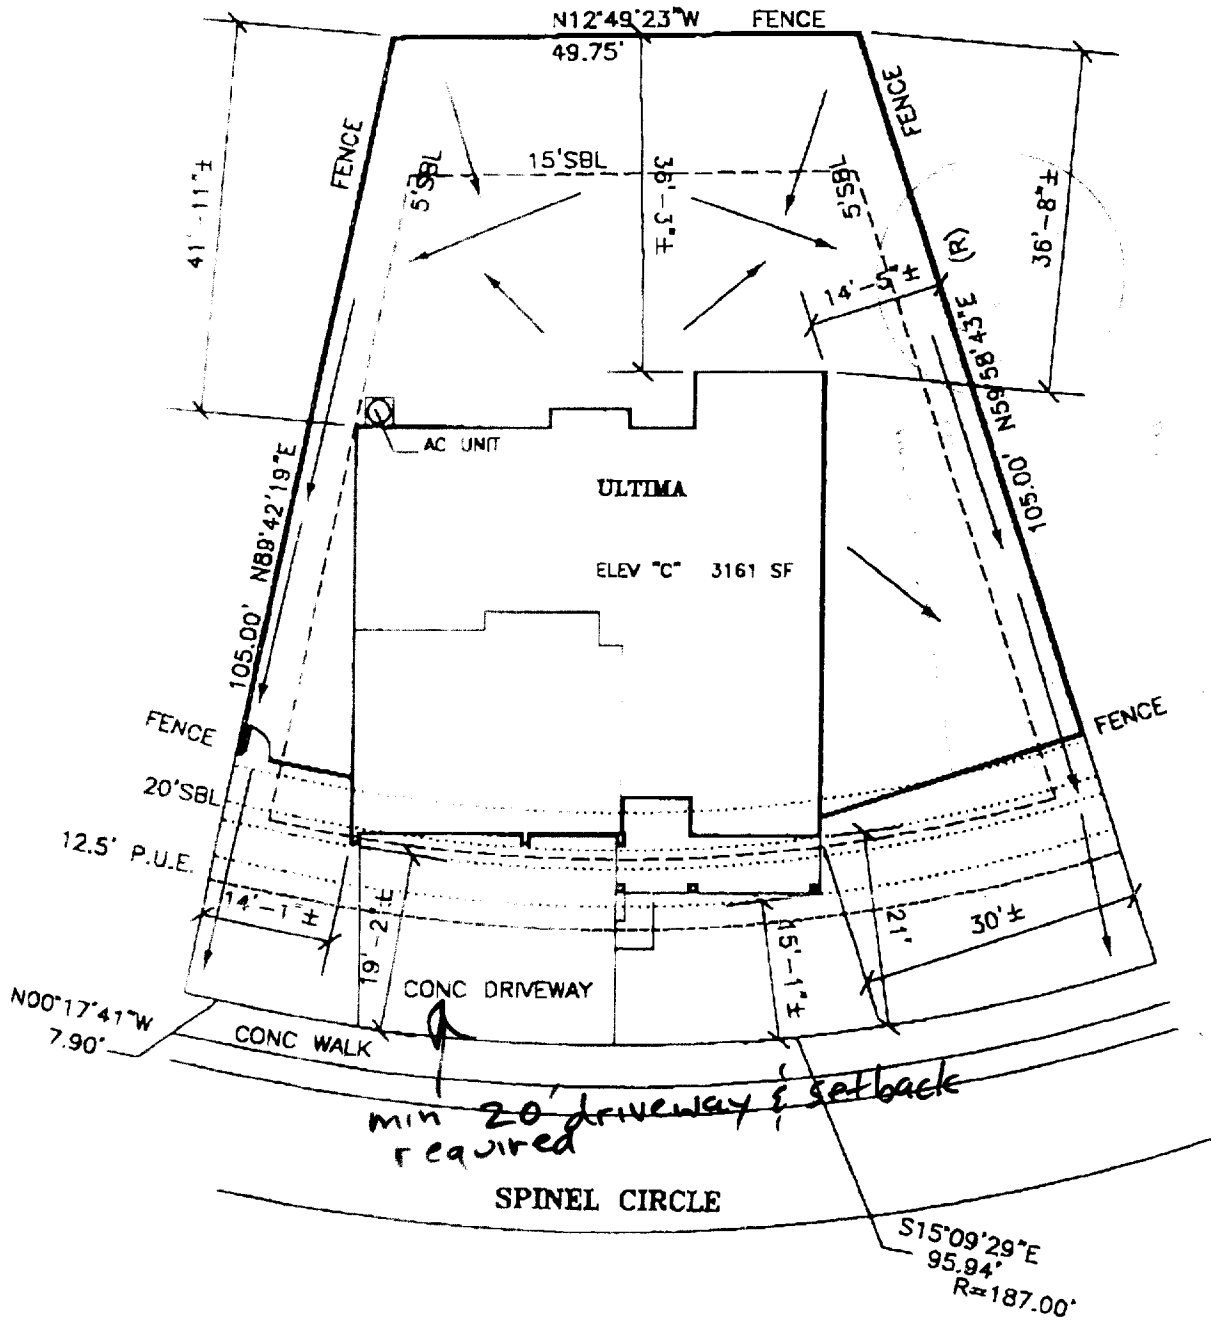 N12°49'23"W FENCE
49.75'
FENCE
FENCE
41'-11"±
15'SBL
5'SBL
5'SBL
36'-3"±
36'-8"±
14'-5"±
(R)
105.00' N59°58'43"E
AC UNIT
ULTIMA
ELEV "C" 3161 SF
105.00' N89°42'19"E
FENCE
FENCE
20'SBL
12.5' P.U.E.
14'-1"±
19'-2"±
15'-1"±
21'
30'±
CONC DRIVEWAY
N00°17'41"W
7.90'
CONC WALK
min 20' driveway & setback
required
SPINEL CIRCLE
S15°09'29"E
95.94'
R=187.00'